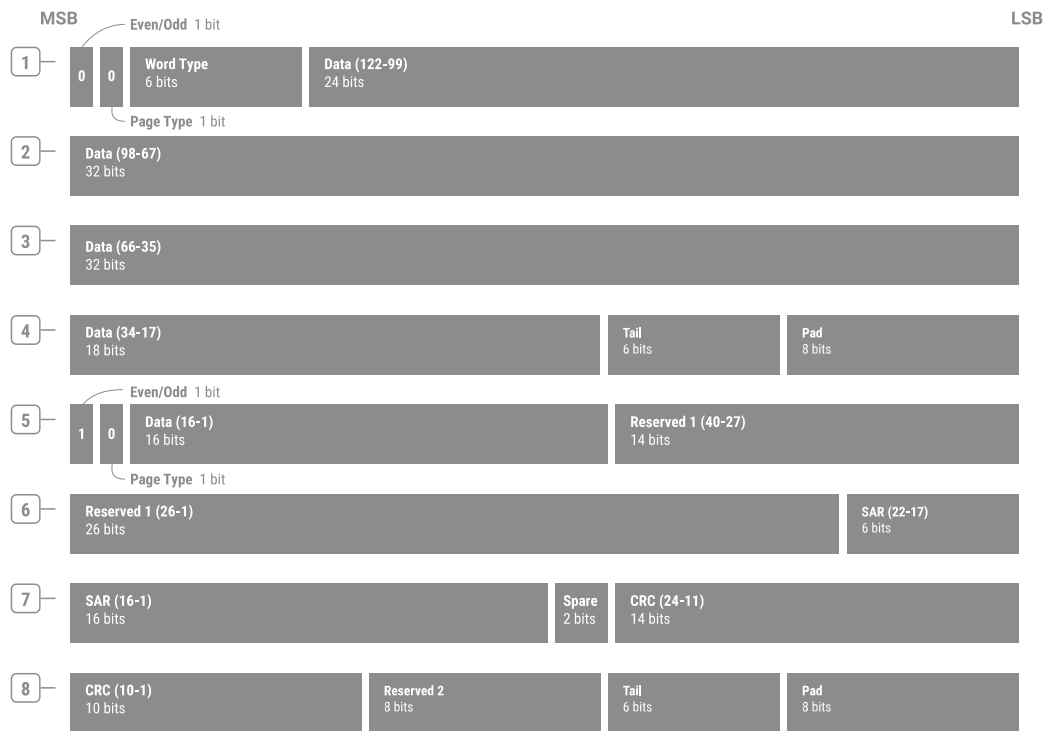 MSB
LSB
Even/Odd 1 bit
1
0
0
Word Type
6 bits
Data (122-99)
24 bits
Page Type 1 bit
2
Data (98-67)
32 bits
3
Data (66-35)
32 bits
4
Data (34-17)
18 bits
Tail
6 bits
Pad
8 bits
Even/Odd 1 bit
5
1
0
Data (16-1)
16 bits
Reserved 1 (40-27)
14 bits
Page Type 1 bit
6
Reserved 1 (26-1)
26 bits
SAR (22-17)
6 bits
7
SAR (16-1)
16 bits
Spare
2 bits
CRC (24-11)
14 bits
8
CRC (10-1)
10 bits
Reserved 2
8 bits
Tail
6 bits
Pad
8 bits